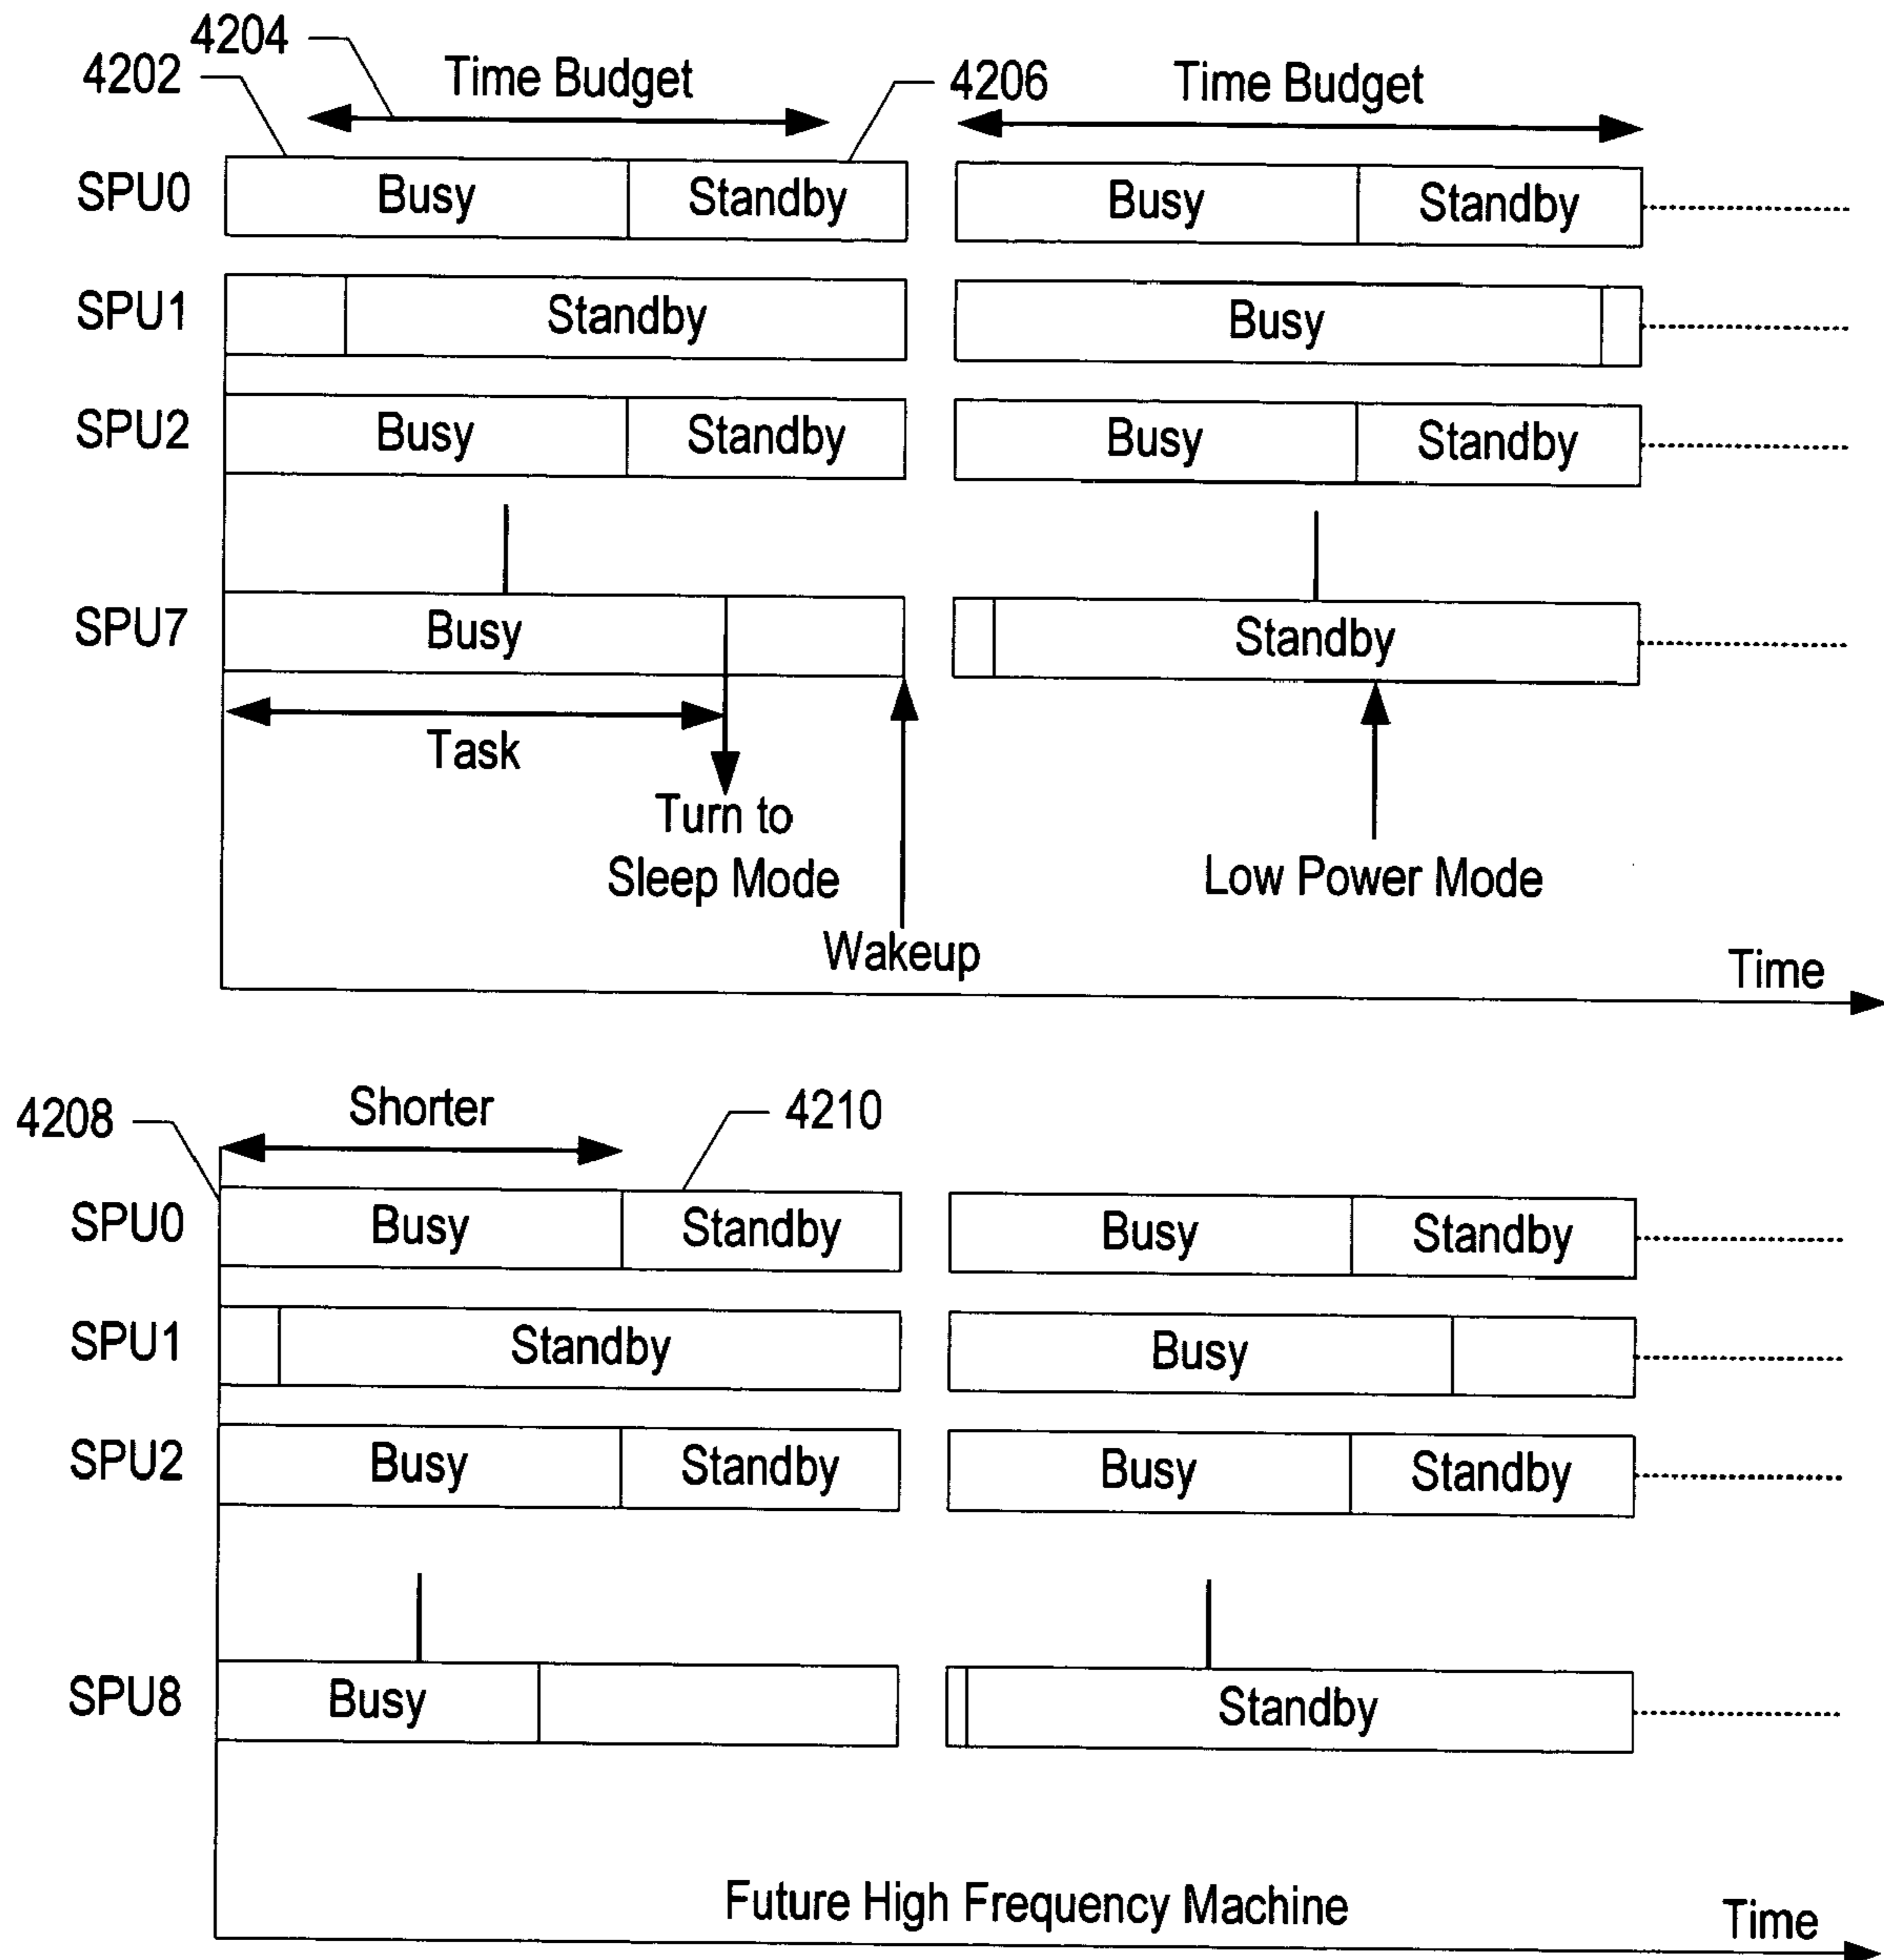 4204
4202
Time Budget
4206
Time Budget
SPU0
Busy
Standby
Busy
Standby
SPU1
Standby
Busy
SPU2
Busy
Standby
Busy
Standby
SPU7
Busy
Standby
Task
Turn to
Sleep Mode
Low Power Mode
Wakeup
Time
4208
Shorter
4210
SPU0
Busy
Standby
Busy
Standby
SPU1
Standby
Busy
SPU2
Busy
Standby
Busy
Standby
SPU8
Busy
Standby
Future High Frequency Machine
Time